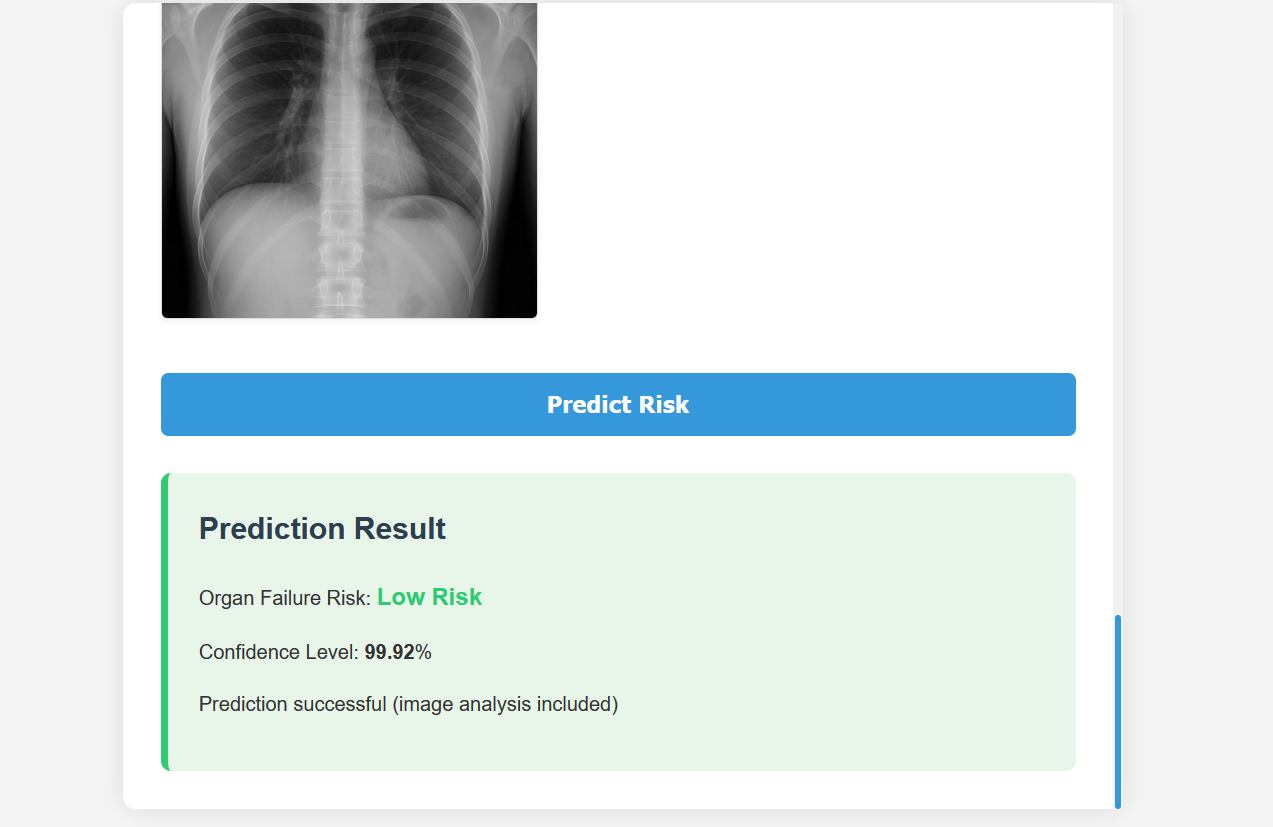 Predict Risk
Prediction Result
Organ Failure Risk: Low Risk
Confidence Level: 99.92%
Prediction successful (image analysis included)